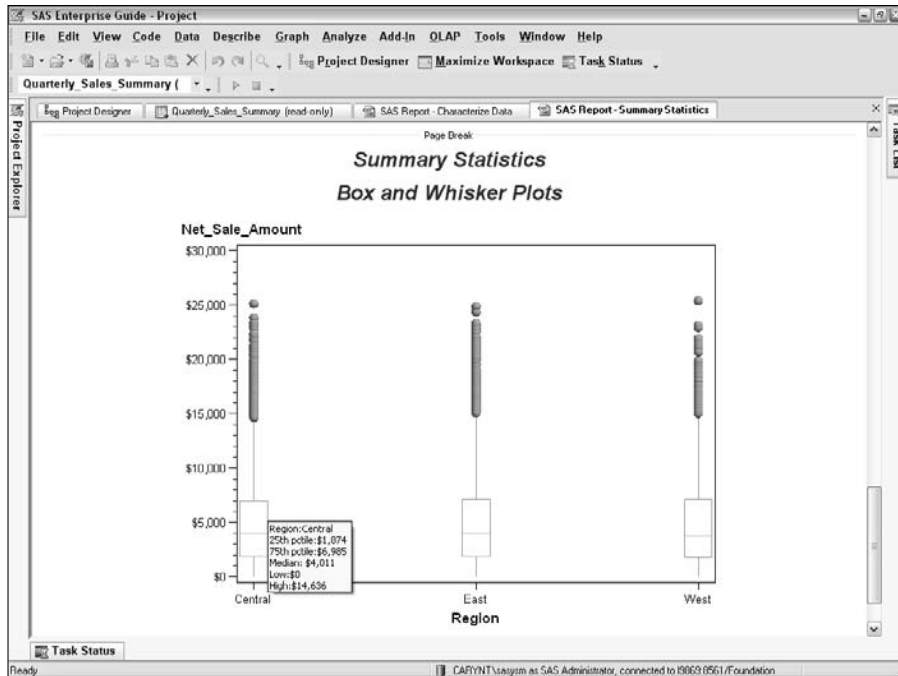 SAS Enterprise Guide - Project
File Edit View Code Data Describe Graph Analyze Add-In OLAP Tools Window Help
Project Designer Maximize Workspace Task Status
Quarterly_Sales_Summary (
Project Designer Quarterly_Sales_Summary (read-only) SAS Report - Characterize Data SAS Report - Summary Statistics
Project Explorer
Task List
Page Break
Summary Statistics
Box and Whisker Plots
Net_Sale_Amount
$30,000
$25,000
$20,000
$15,000
$10,000
$5,000
$0
Region:Central
25th pctile:$1,874
75th pctile:$6,985
Median: $4,011
Low:$0
High:$14,636
Central East West
Region
Task Status
Ready CARYNT\sasysm as SAS Administrator, connected to l9869:8561/Foundation